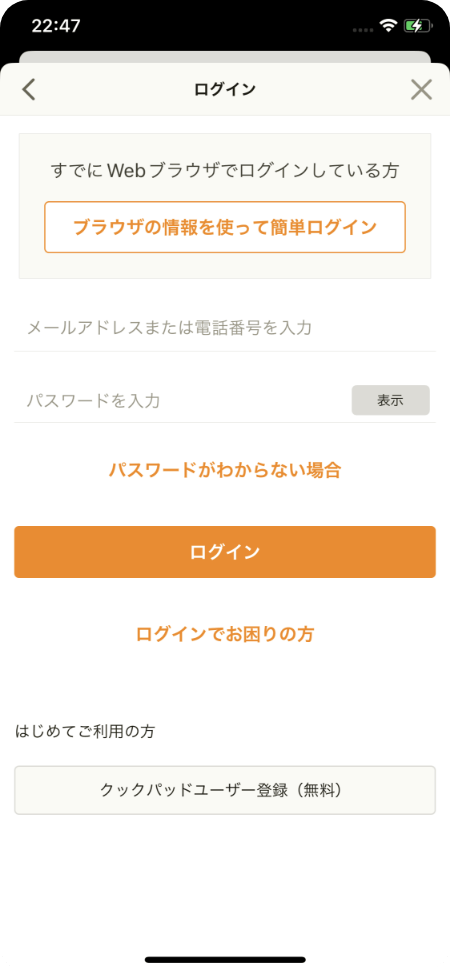 22:47
ログイン
すでにWebブラウザでログインしている方
ブラウザの情報を使って簡単ログイン
メールアドレスまたは電話番号を入力
パスワードを入力
表示
パスワードがわからない場合
ログイン
ログインでお困りの方
はじめてご利用の方
クックパッドユーザー登録（無料）